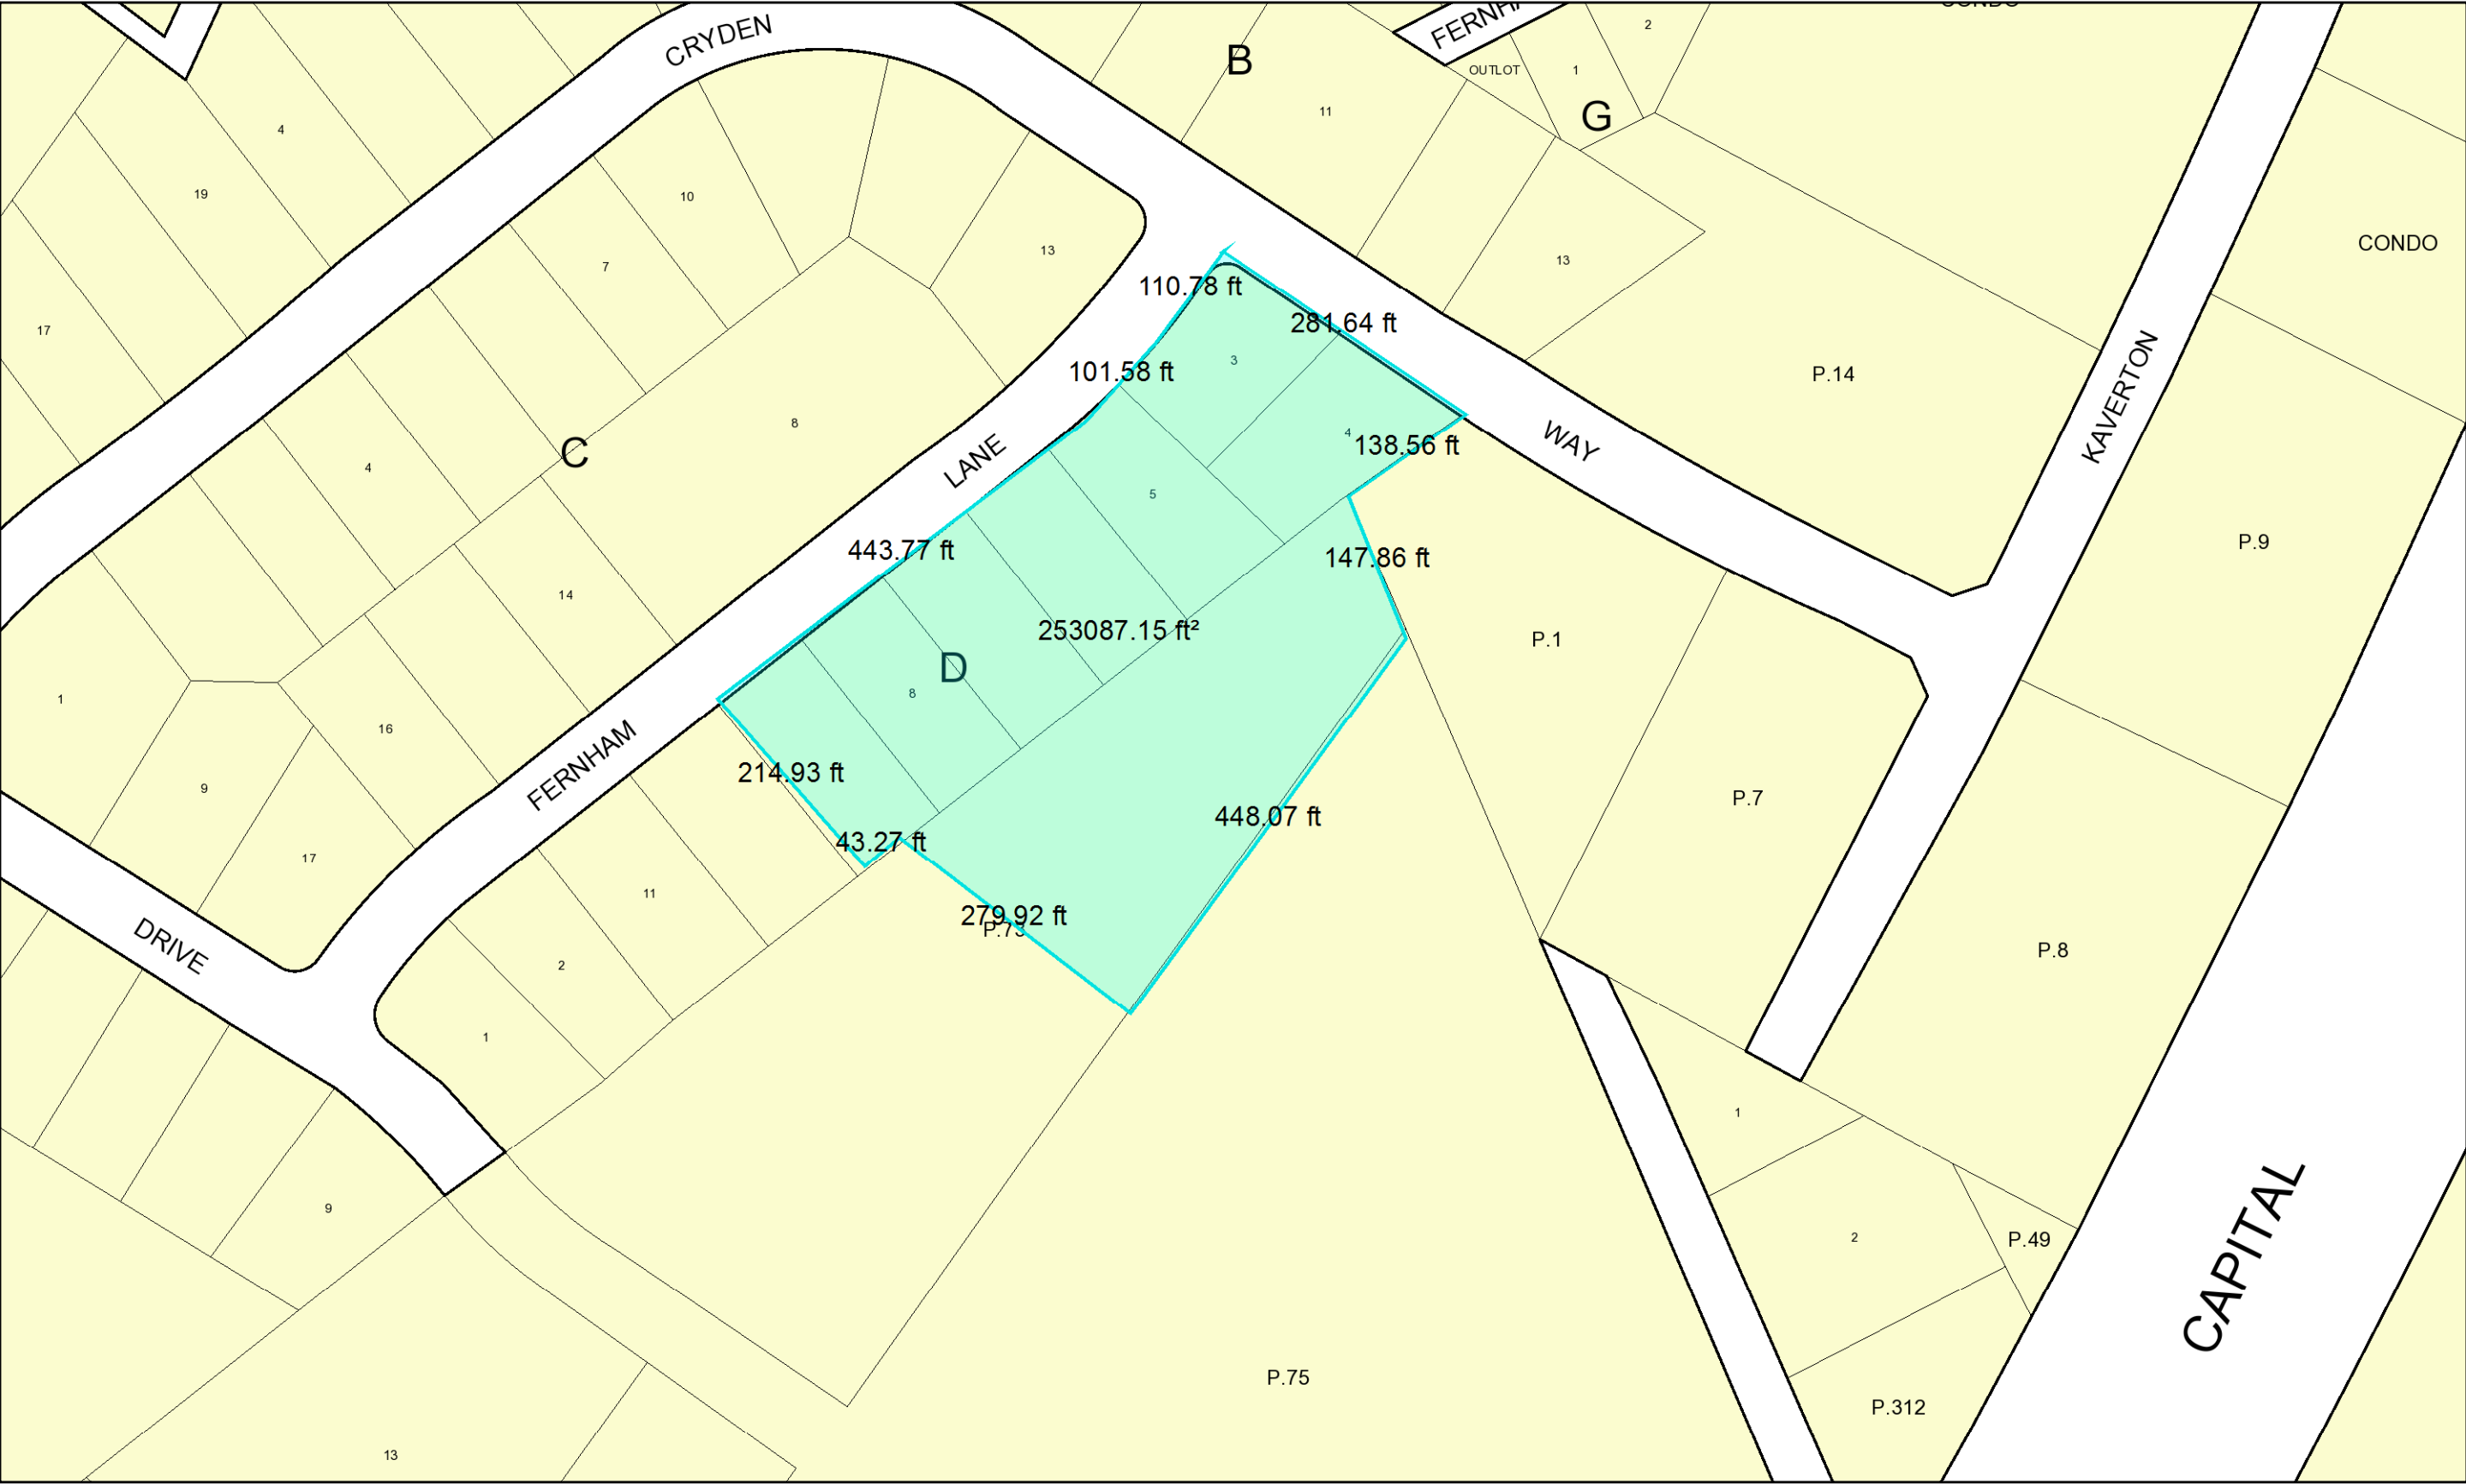 CONDO
CRYDEN
FERNHA
2
B
OUTLOT
1
11
G
4
19
10
13
CONDO
13
7
110.78 ft
281.64 ft
17
3
101.58 ft
P.14
KAVERTON
8
4
138.56 ft
WAY
C
LANE
4
5
P.9
443.77 ft
147.86 ft
14
253087.15 ft²
P.1
D
8
1
16
FERNHAM
214.93 ft
9
P.7
448.07 ft
43.27 ft
17
11
279.92 ft
P.73
DRIVE
P.8
2
1
1
9
2
P.49
CAPITAL
P.75
P.312
13